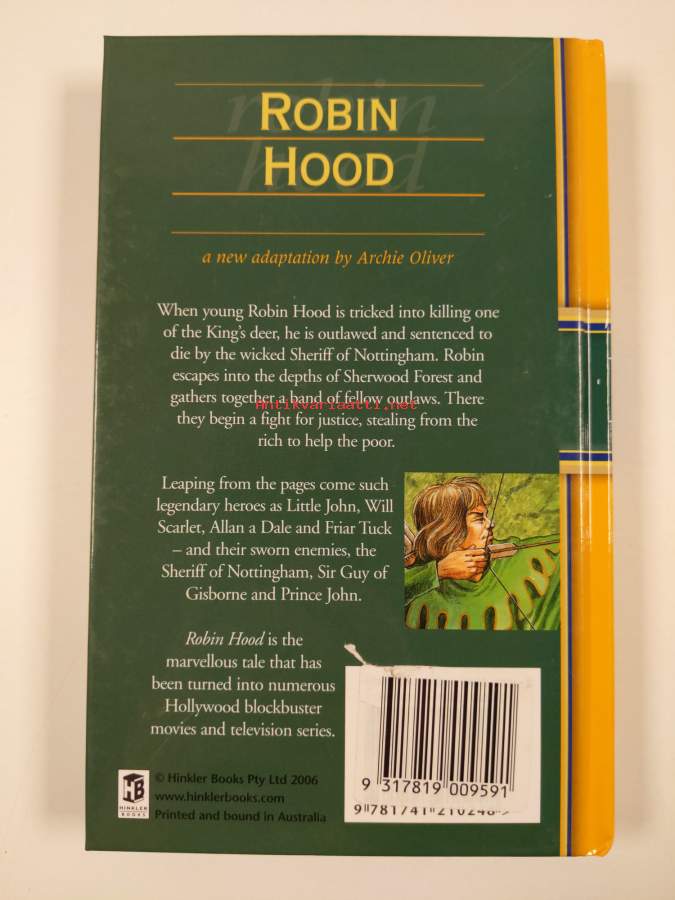 ROBIN
HOOD
a new adaptation by Archie Oliver
When young Robin Hood is tricked into killing one
of the King's deer, he is outlawed and sentenced to
die by the wicked Sheriff of Nottingham. Robin
escapes into the depths of Sherwood Forest and
gathers together a band of fellow outlaws. There
Antikvariaatti.net
they begin a fight for justice, stealing from the
rich to help the poor.
Leaping from the pages come such
legendary heroes as Little John, Will
Scarlet, Allan a Dale and Friar Tuck
– and their sworn enemies, the
Sheriff of Nottingham, Sir Guy of
Gisborne and Prince John.
Robin Hood is the
marvellous tale that has
been turned into numerous
Hollywood blockbuster
movies and television series.
9 317819 009591
HB
HINKLER
BOOKS
© Hinkler Books Pty Ltd 2006
www.hinklerbooks.com
Printed and bound in Australia